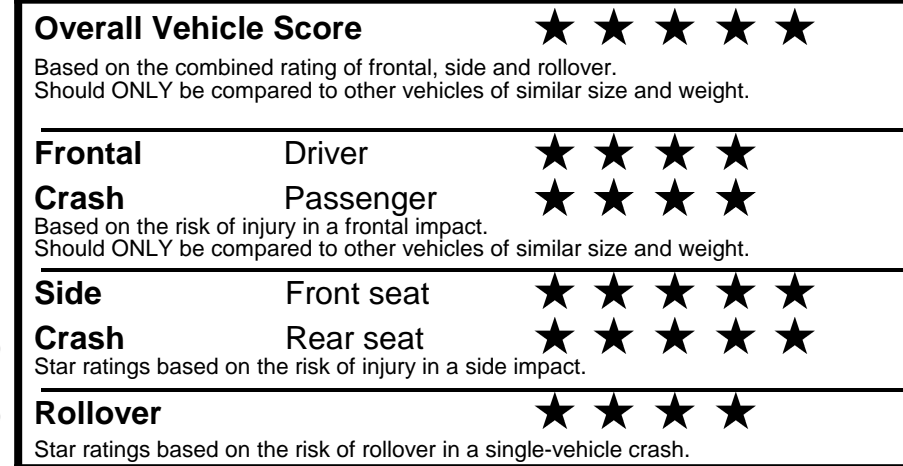 Overall Vehicle Score ★ ★ ★ ★ ★
Based on the combined rating of frontal, side and rollover.
Should ONLY be compared to other vehicles of similar size and weight.
Frontal Driver ★ ★ ★ ★
Crash Passenger ★ ★ ★ ★
Based on the risk of injury in a frontal impact.
Should ONLY be compared to other vehicles of similar size and weight.
Side Front seat ★ ★ ★ ★ ★
Crash Rear seat ★ ★ ★ ★ ★
Star ratings based on the risk of injury in a side impact.
Rollover ★ ★ ★ ★
Star ratings based on the risk of rollover in a single-vehicle crash.